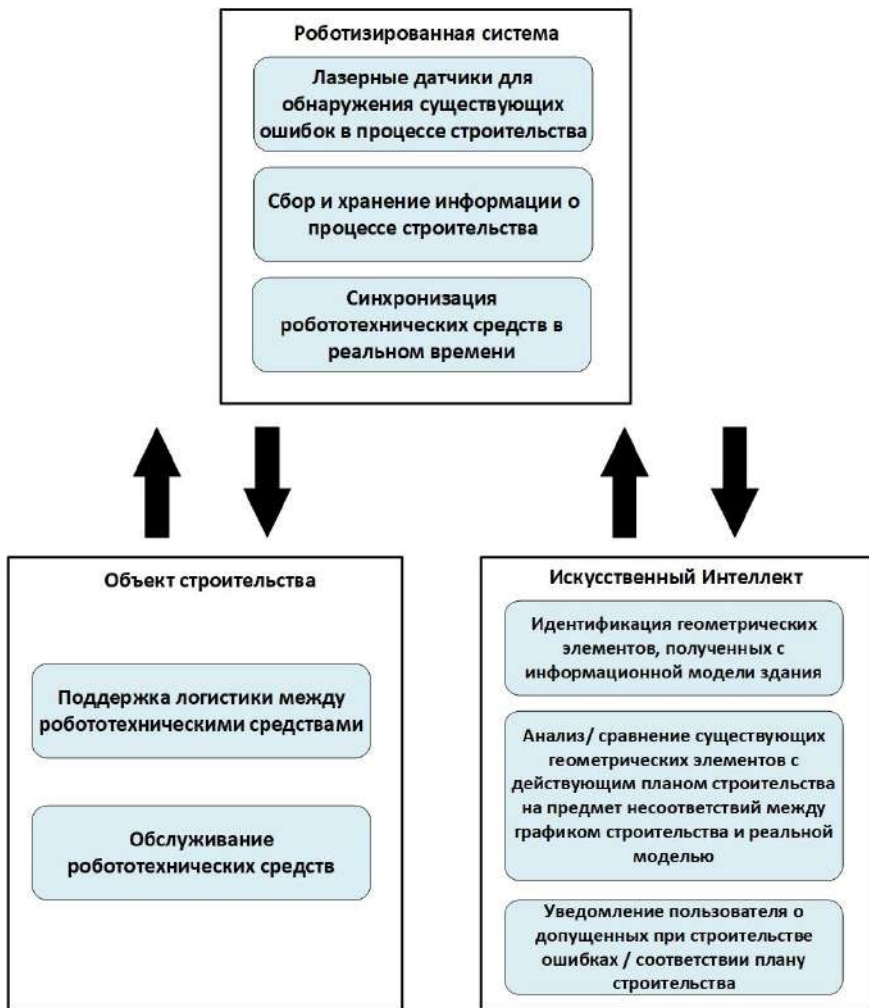 Роботизированная система
Лазерные датчики для
обнаружения существующих
ошибок в процессе строительства
Сбор и хранение информации о
процессе строительства
Синхронизация
робототехнических средств в
реальном времени
Объект строительства
Поддержка логистики между
робототехническими средствами
Обслуживание
робототехнических средств
Искусственный Интеллект
Идентификация геометрических
элементов, полученных с
информационной модели здания
Анализ/ сравнение существующих
геометрических элементов с
действующим планом строительства
на предмет несоответствий между
графиком строительства и реальной
моделью
Уведомление пользователя о
допущенных при строительстве
ошибках / соответствии плану
строительства